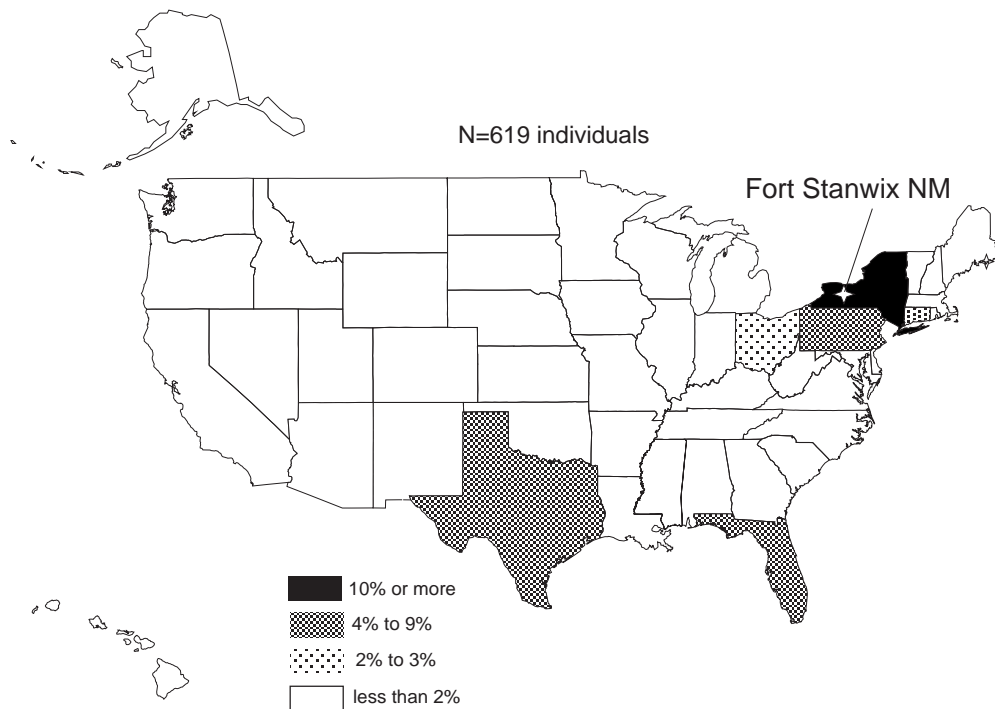 N=619 individuals
Fort Stanwix NM
10% or more
4% to 9%
2% to 3%
less than 2%